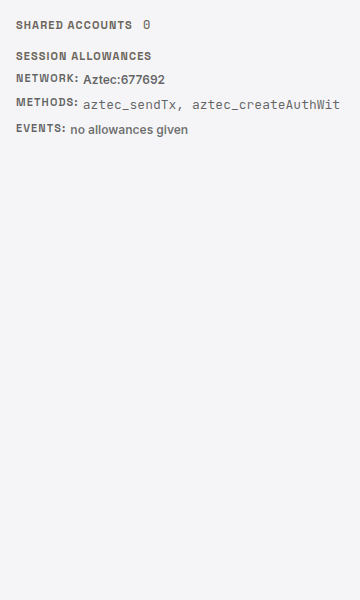 SHARED ACCOUNTS 0
SESSION ALLOWANCES
NETWORK: Aztec:677692
METHODS: aztec_sendTx, aztec_createAuthWit
EVENTS: no allowances given